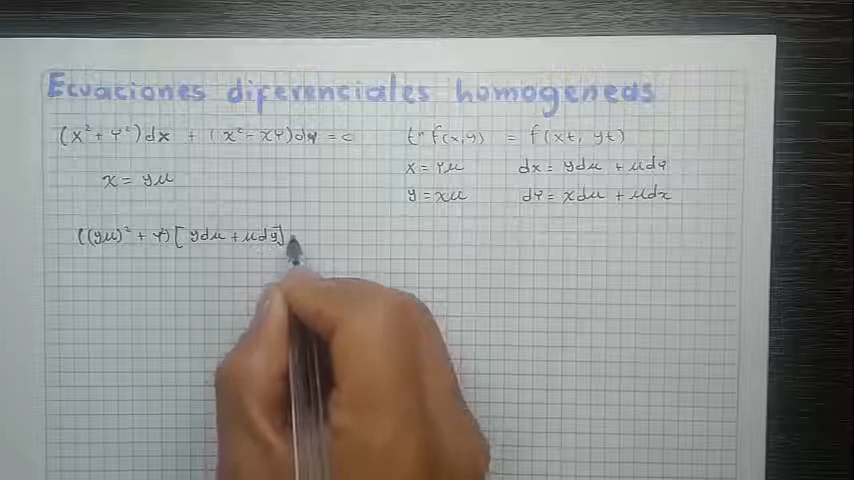 Ecuaciones diferenciales homogeneas
(x² + y²)dx + (x² - xy)dy = 0
tⁿ f(x,y) = f(xt, yt)
x = yu dx = ydu + udy
y = xu dy = xdu + udx
x = yu
((yu)² + y²)[ydu + udy]